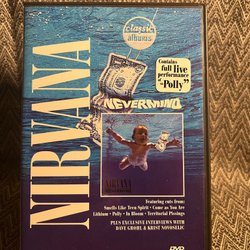 NIRVANA
classic
albums
Contains
full live
performance
"Polly"
NEVERMIND
NIRVANA
Featuring cuts from:
Smells Like Teen Spirit • Come as You Are
Lithium • Polly • In Bloom • Territorial Pissings
PLUS EXCLUSIVE INTERVIEWS WITH
DAVE GROHL & KRIST NOVOSELIC
DVD